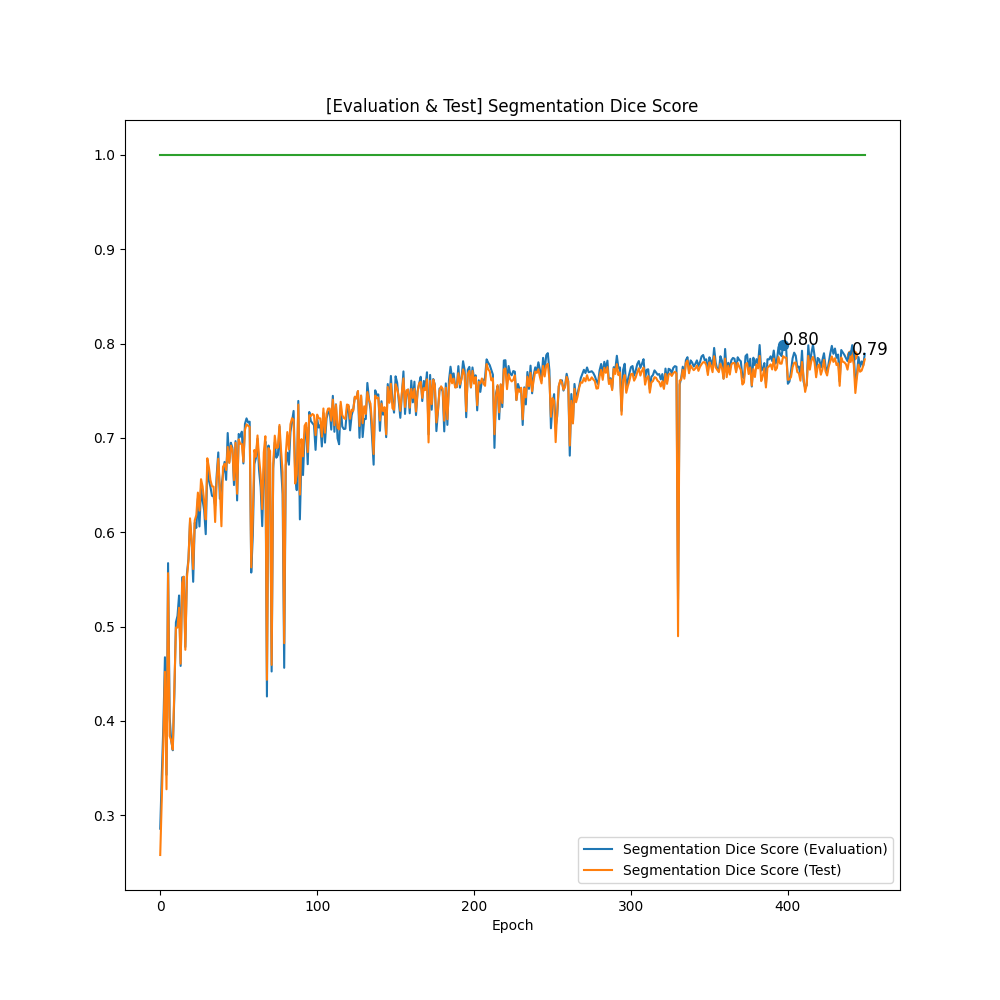 [Evaluation & Test] Segmentation Dice Score
1.0
0.9
0.8
0.7
0.6
0.5
0.4
0.3
0.80
0.79
Segmentation Dice Score (Evaluation)
Segmentation Dice Score (Test)
0 100 200 300 400
Epoch